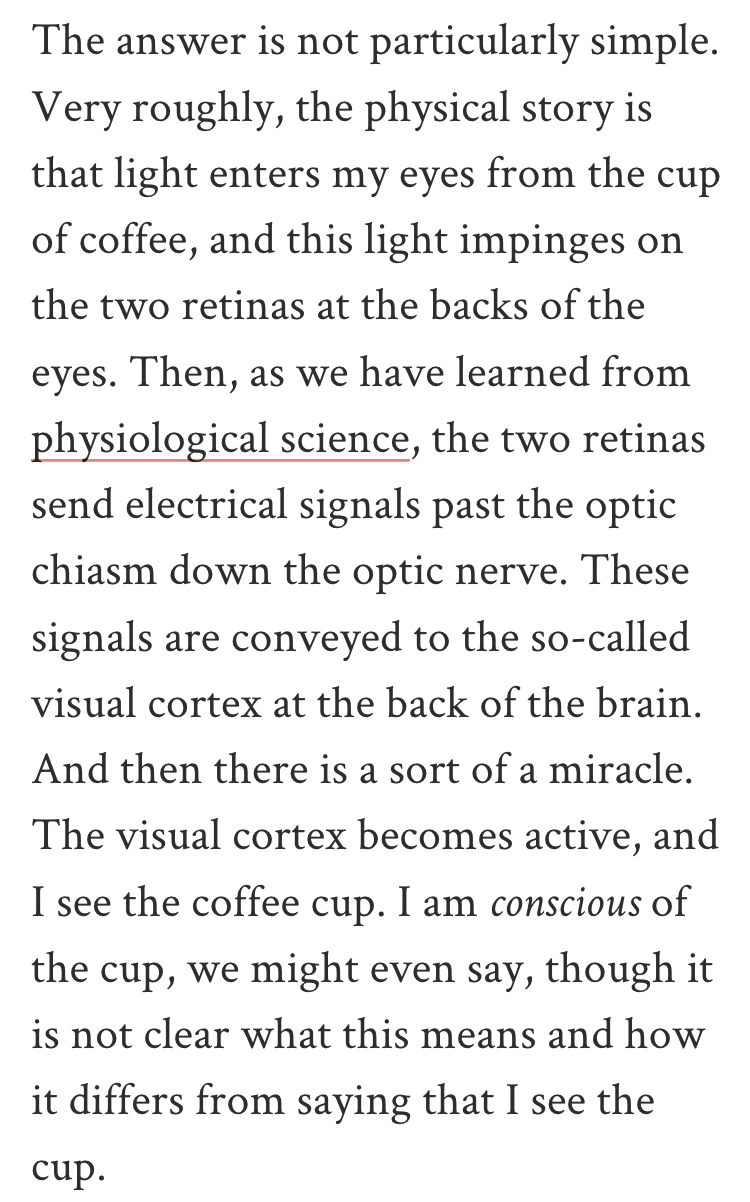 The answer is not particularly simple.
Very roughly, the physical story is
that light enters my eyes from the cup
of coffee, and this light impinges on
the two retinas at the backs of the
eyes. Then, as we have learned from
physiological science, the two retinas
send electrical signals past the optic
chiasm down the optic nerve. These
signals are conveyed to the so-called
visual cortex at the back of the brain.
And then there is a sort of a miracle.
The visual cortex becomes active, and
I see the coffee cup. I am conscious of
the cup, we might even say, though it
is not clear what this means and how
it differs from saying that I see the
cup.